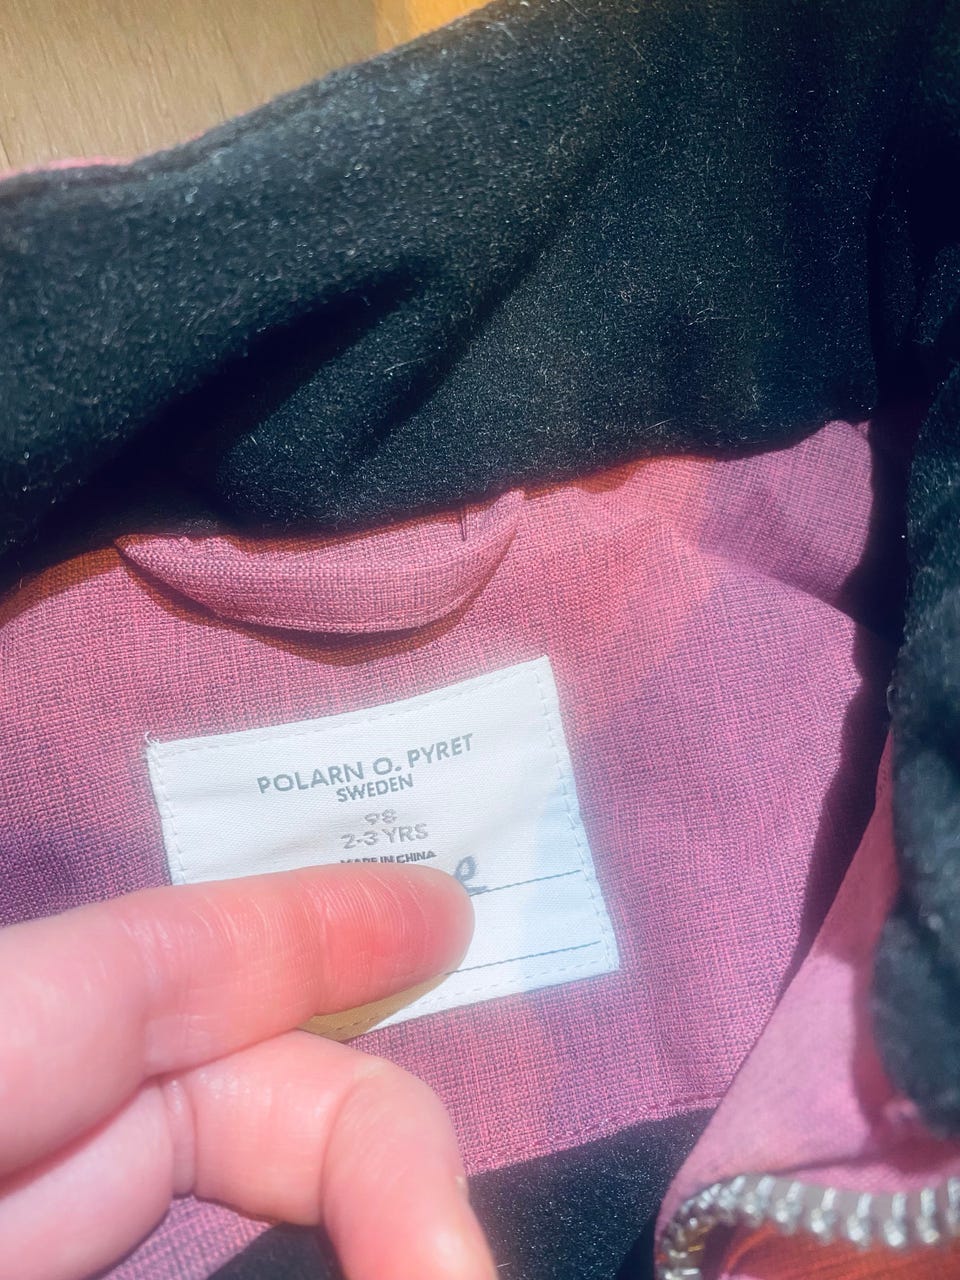 POLARN O. PYRET
SWEDEN
98
2-3 YRS
MADE IN CHINA